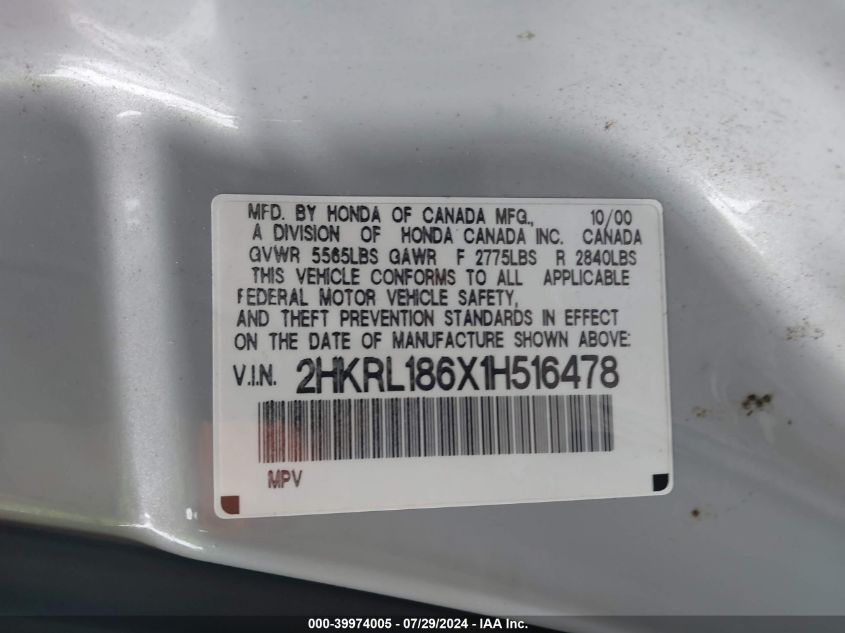 MFD. BY HONDA OF CANADA MFG., 10/00
A DIVISION OF HONDA CANADA INC. CANADA
GVWR 5565LBS GAWR F 2775LBS R 2840LBS
THIS VEHICLE CONFORMS TO ALL APPLICABLE
FEDERAL MOTOR VEHICLE SAFETY,
AND THEFT PREVENTION STANDARDS IN EFFECT
ON THE DATE OF MANUFACTURE SHOWN ABOVE:
V.I.N. 2HKRL186X1H516478
MPV
000-39974005 - 07/29/2024 - IAA Inc.